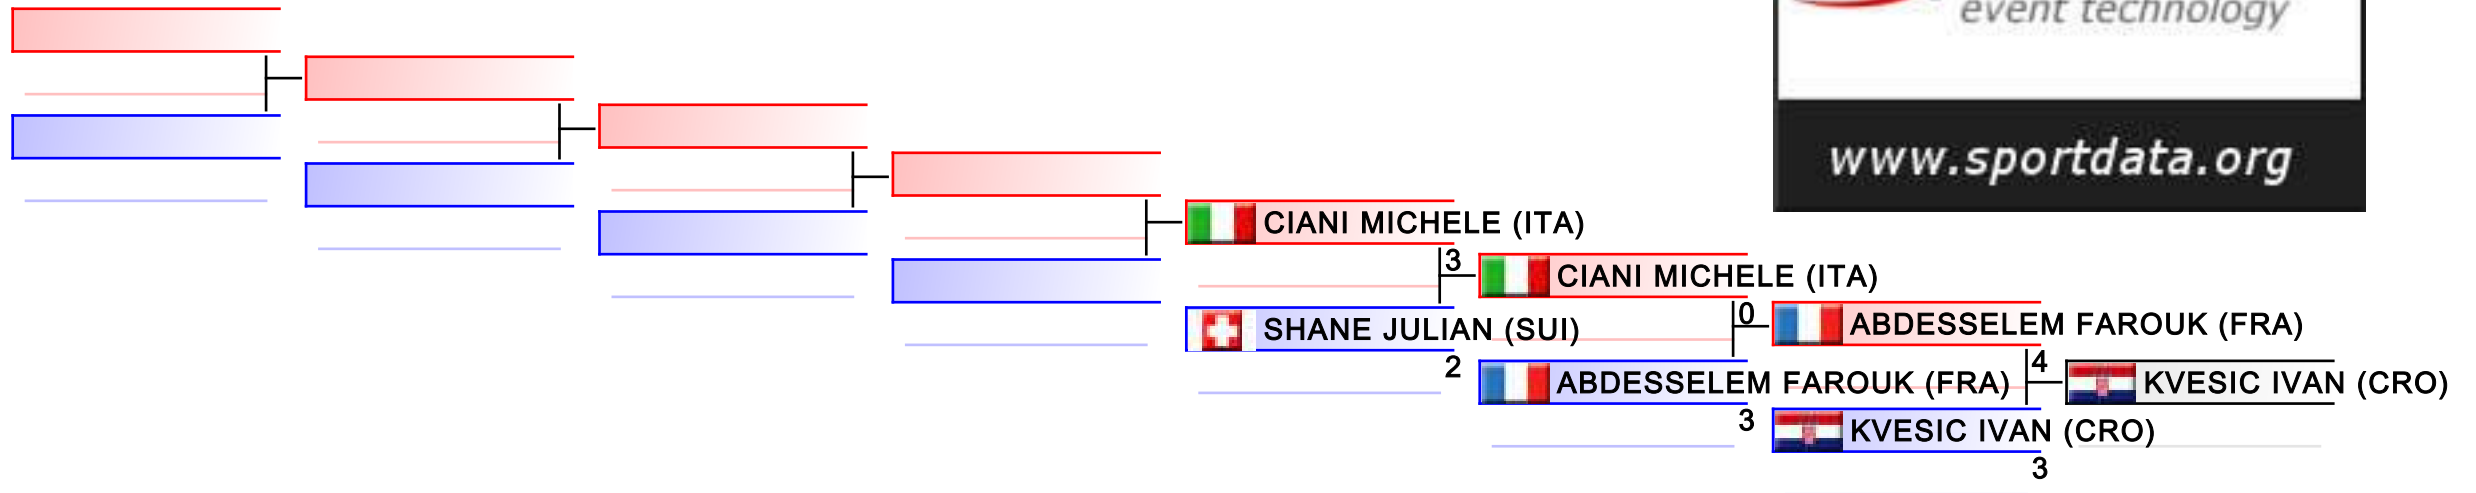 event technology
www.sportdata.org
CIANI MICHELE (ITA)
3
CIANI MICHELE (ITA)
SHANE JULIAN (SUI)
2
0
ABDESSELEM FAROUK (FRA)
ABDESSELEM FAROUK (FRA)
3
4
KVESIC IVAN (CRO)
KVESIC IVAN (CRO)
3